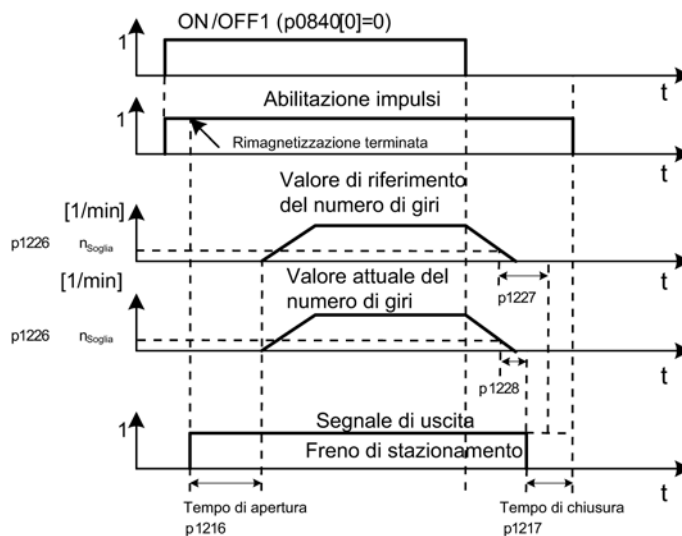 ON/OFF1 (p0840[0]=0)
1
t
Abilitazione impulsi
1
Rimagnetizzazione terminata
t
Valore di riferimento
del numero di giri
[1/min]
p1226 nSoglia
t
p1227
[1/min]
Valore attuale del
numero di giri
p1226 nSoglia
t
p1228
Segnale di uscita
1
Freno di stazionamento
t
Tempo di apertura
p1216
Tempo di chiusura
p1217